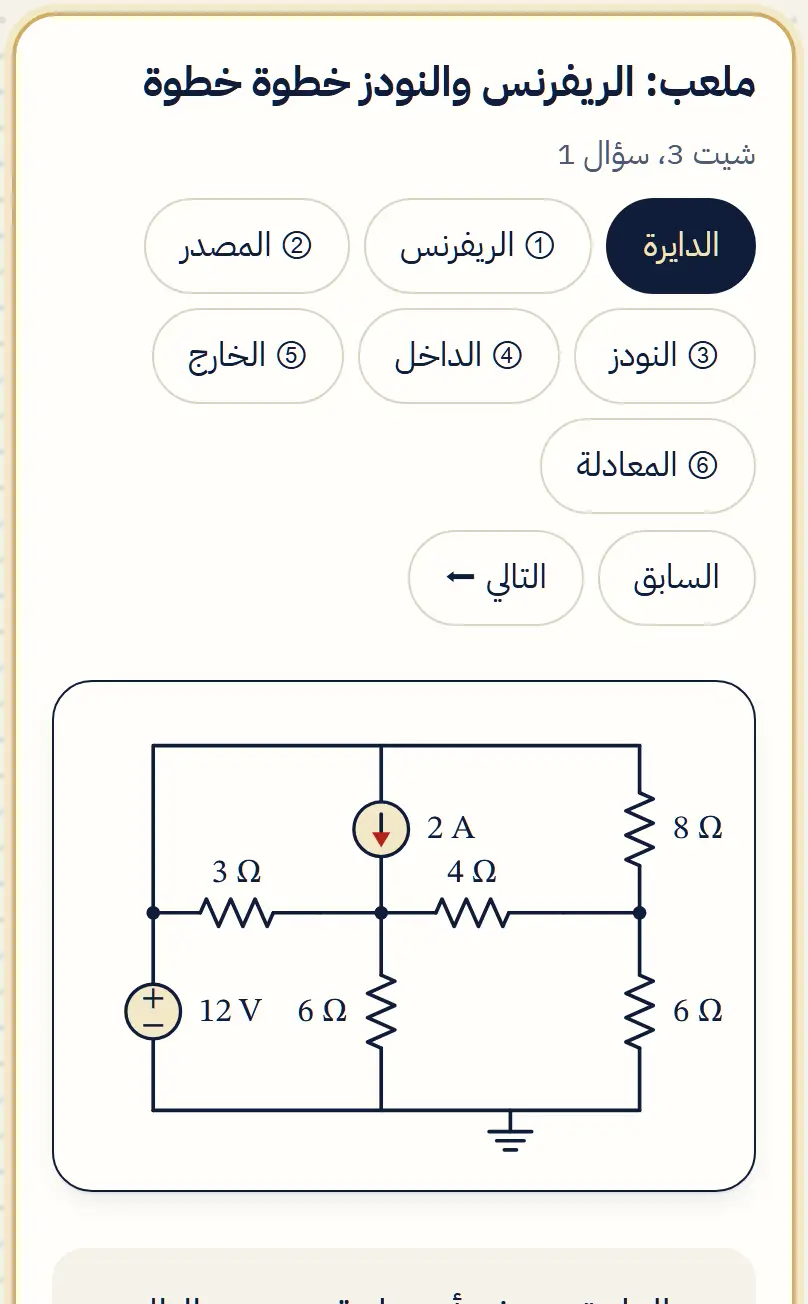 ملعب: الريفرنس والنودز خطوة خطوة
شيت 3، سؤال 1
الدايرة
① الريفرنس
② المصدر
③ النودز
④ الداخل
⑤ الخارج
⑥ المعادلة
السابق
التالي ←
2 A
8 Ω
3 Ω
4 Ω
12 V
6 Ω
6 Ω